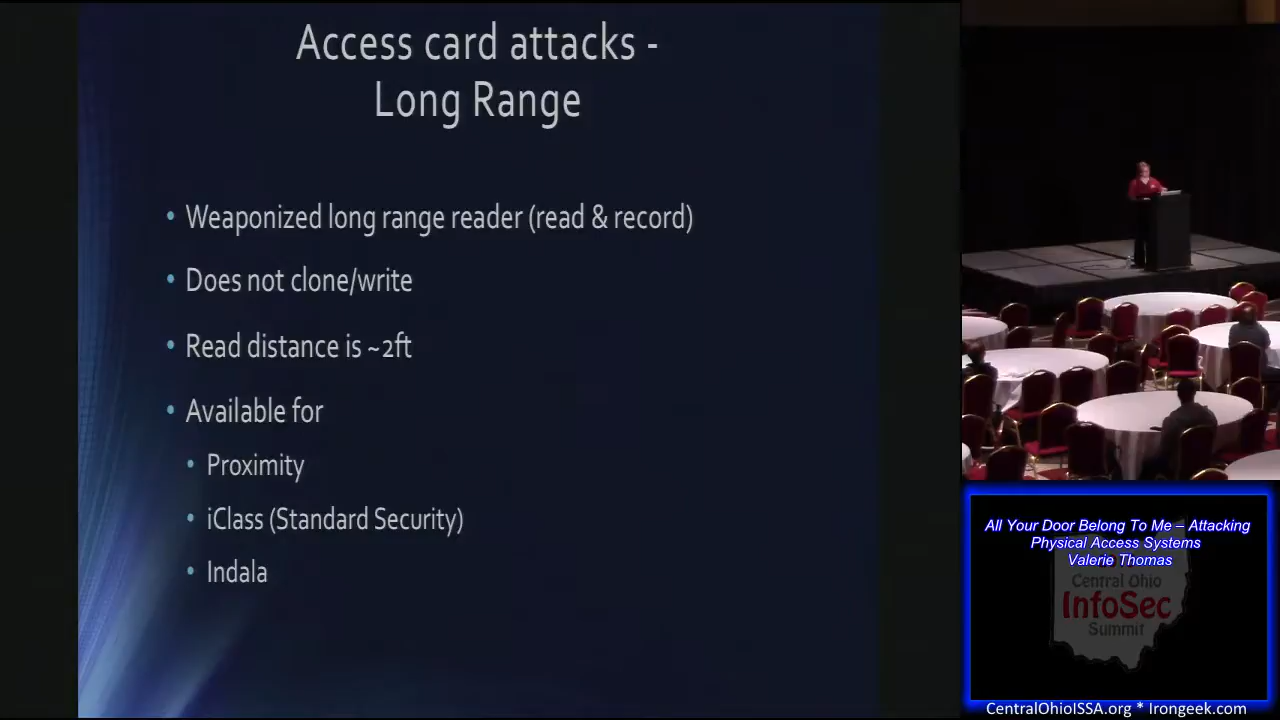 Access card attacks -
Long Range
• Weaponized long range reader (read & record)
• Does not clone/write
• Read distance is ~2ft
• Available for
• Proximity
• iClass (Standard Security)
• Indala
All Your Door Belong To Me – Attacking
Physical Access Systems
Valerie Thomas
Central Ohio
InfoSec
Summit
CentralOhioISSA.org * Irongeek.com